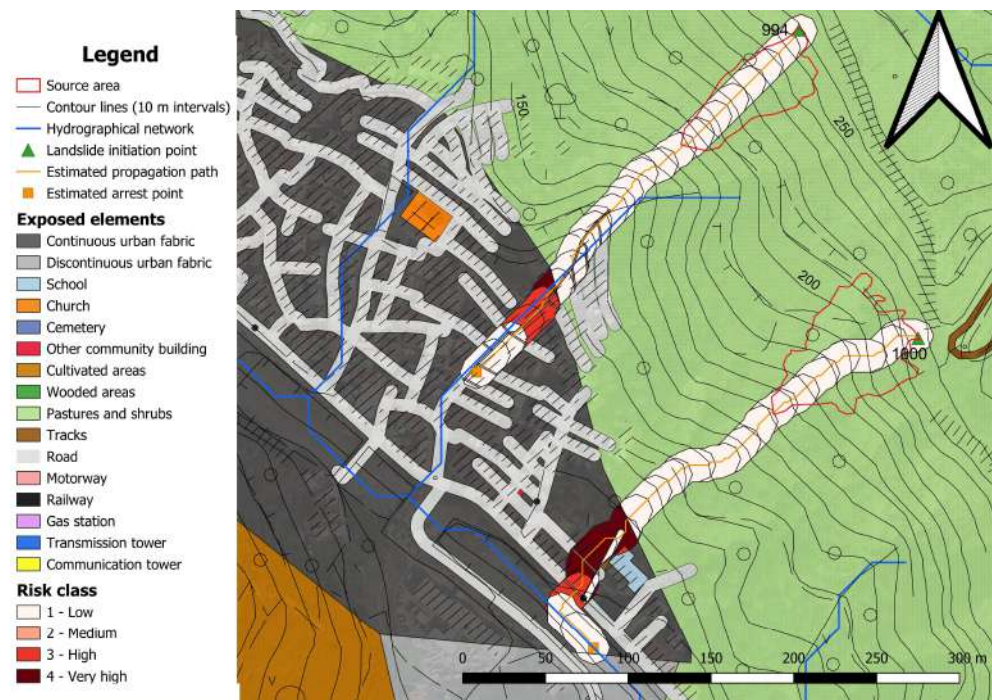 Legend
Source area
Contour lines (10 m intervals)
Hydrographical network
Landslide initiation point
Estimated propagation path
Estimated arrest point
Exposed elements
Continuous urban fabric
Discontinuous urban fabric
School
Church
Cemetery
Other community building
Cultivated areas
Wooded areas
Pastures and shrubs
Tracks
Road
Motorway
Railway
Gas station
Transmission tower
Communication tower
Risk class
1 - Low
2 - Medium
3 - High
4 - Very high
994
150
250
200
1000
0 50 100 150 200 250 300 m